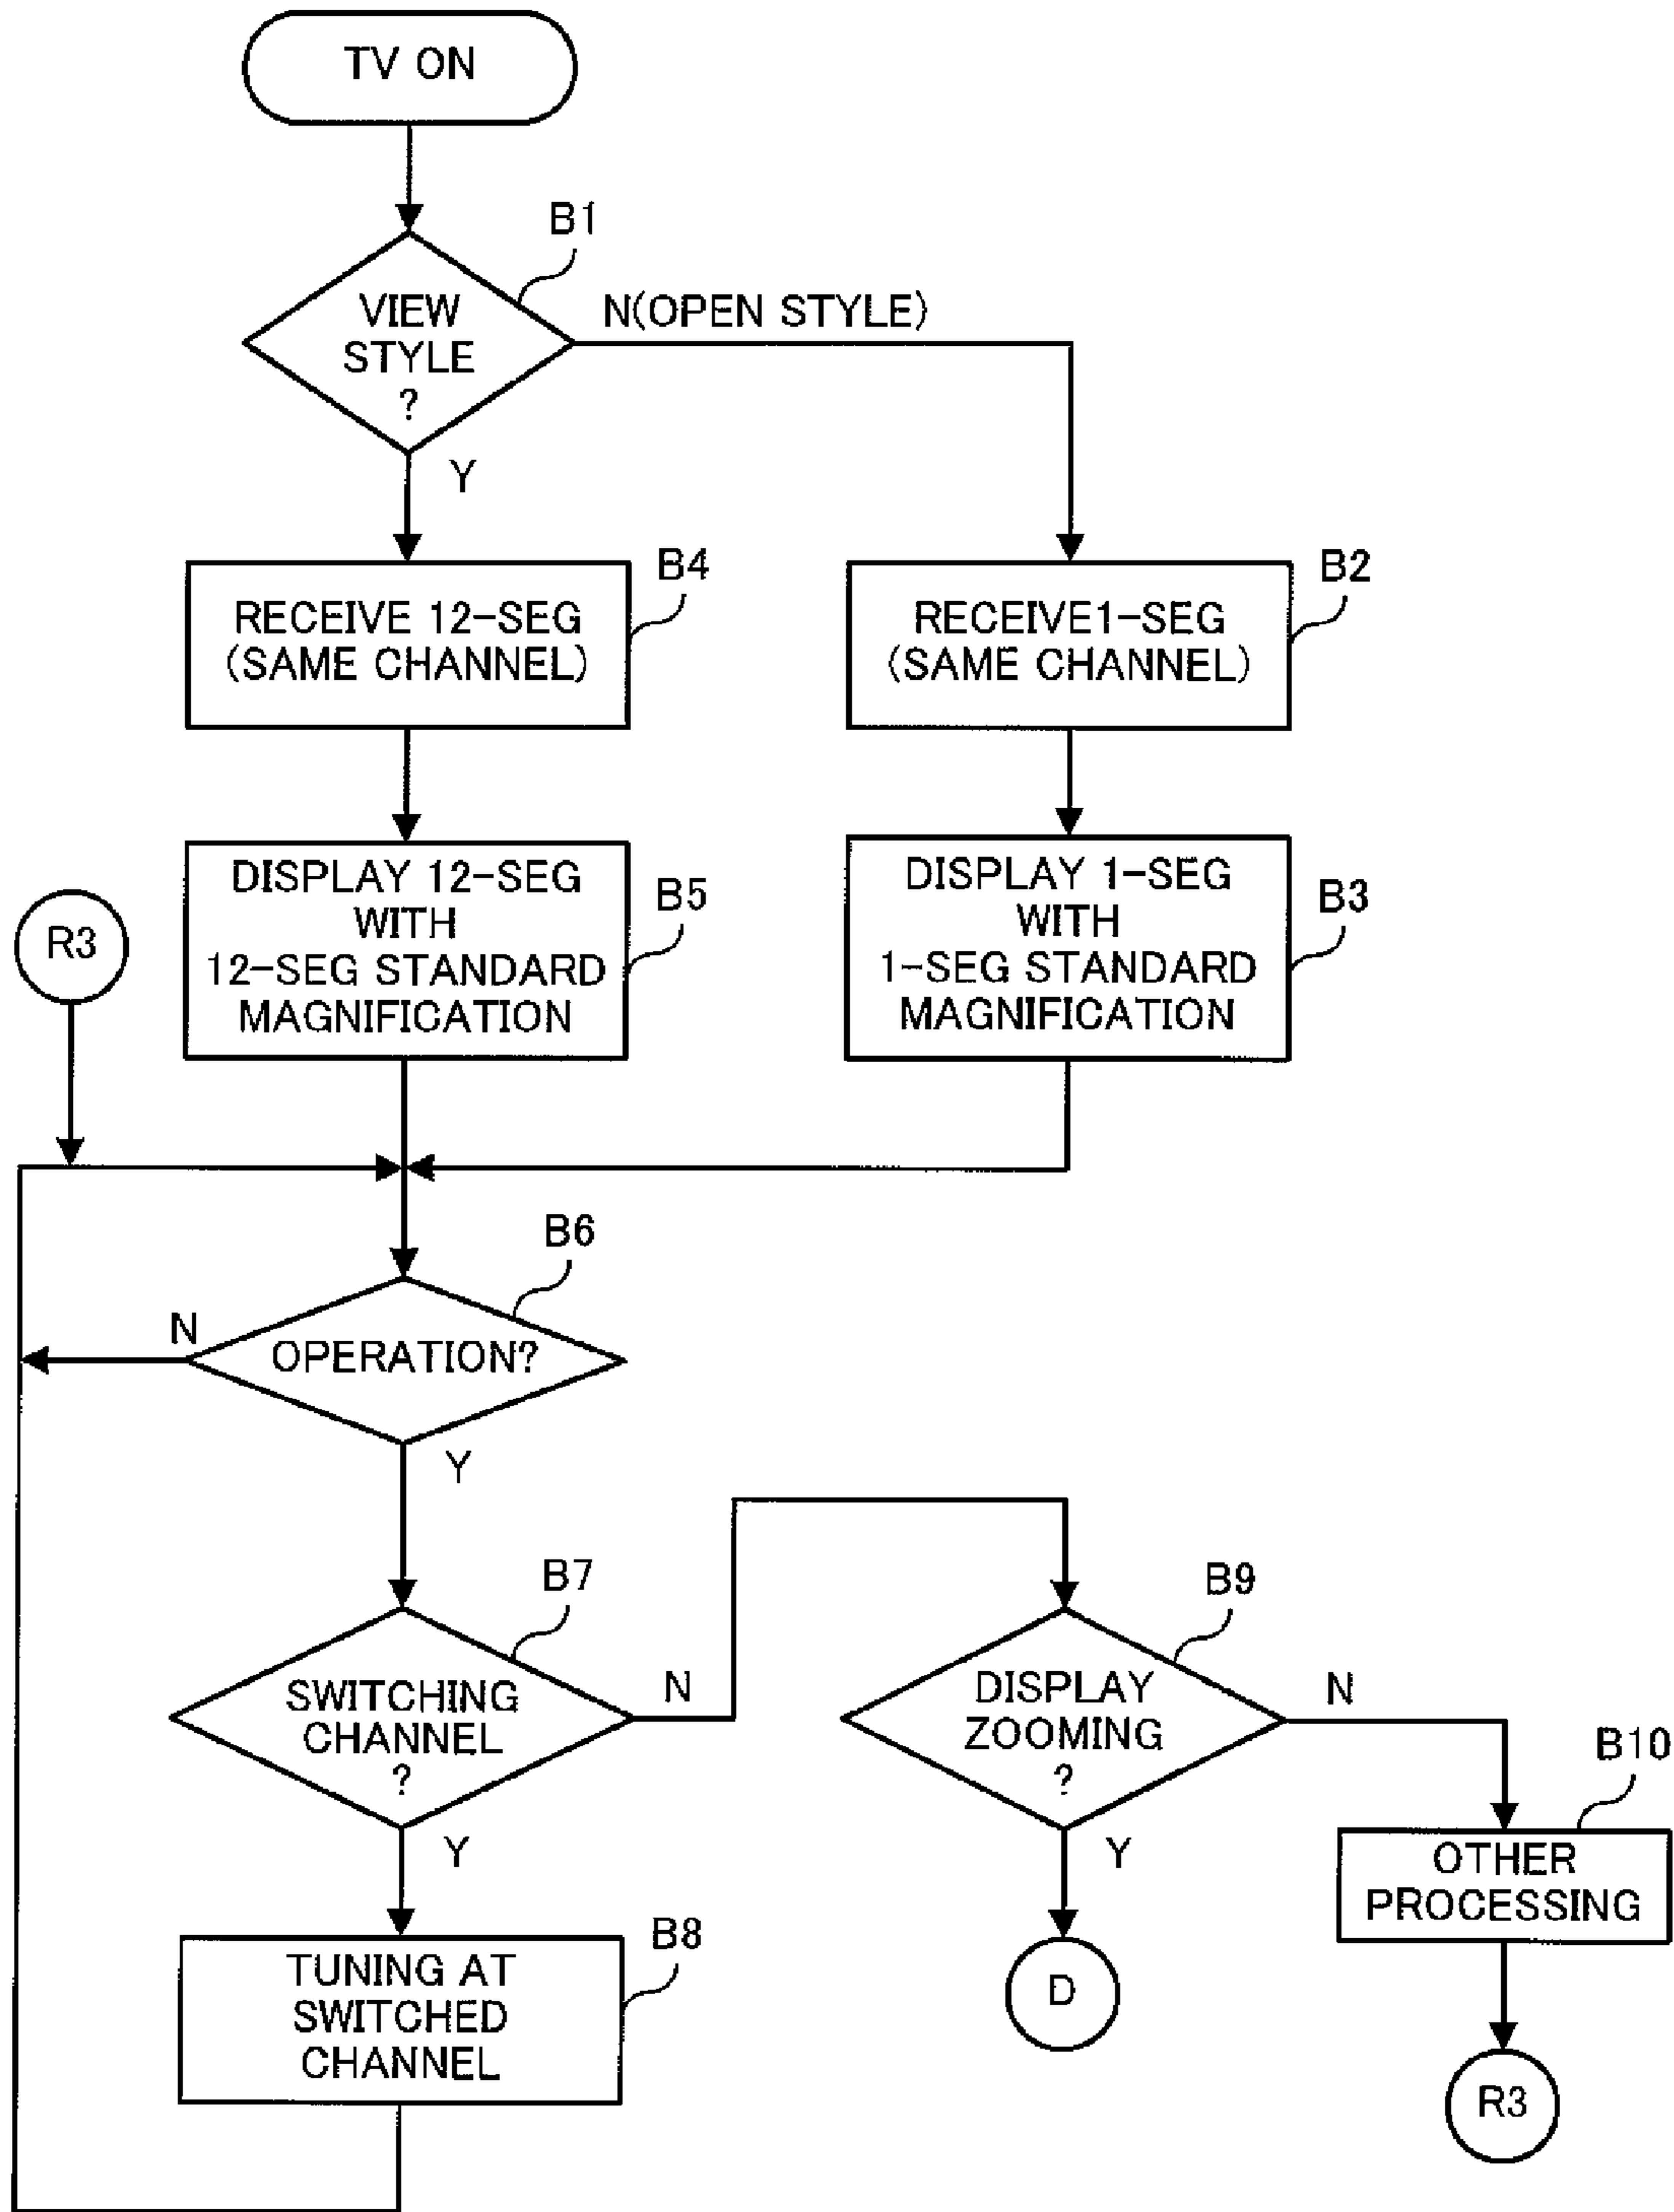 TV ON
B1
VIEW
STYLE
?
N(OPEN STYLE)
Y
B4
RECEIVE 12-SEG
(SAME CHANNEL)
B2
RECEIVE1-SEG
(SAME CHANNEL)
B5
DISPLAY 12-SEG
WITH
12-SEG STANDARD
MAGNIFICATION
B3
DISPLAY 1-SEG
WITH
1-SEG STANDARD
MAGNIFICATION
R3
B6
OPERATION?
N
Y
B7
SWITCHING
CHANNEL
?
N
Y
B9
DISPLAY
ZOOMING
?
N
Y
B10
OTHER
PROCESSING
B8
TUNING AT
SWITCHED
CHANNEL
D
R3